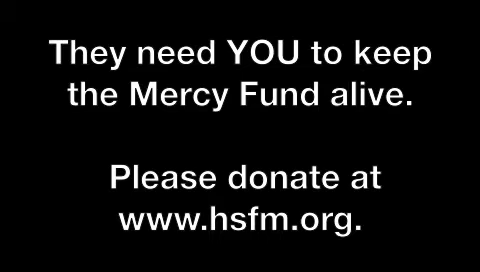 They need YOU to keep
the Mercy Fund alive.
Please donate at
www.hsfm.org.